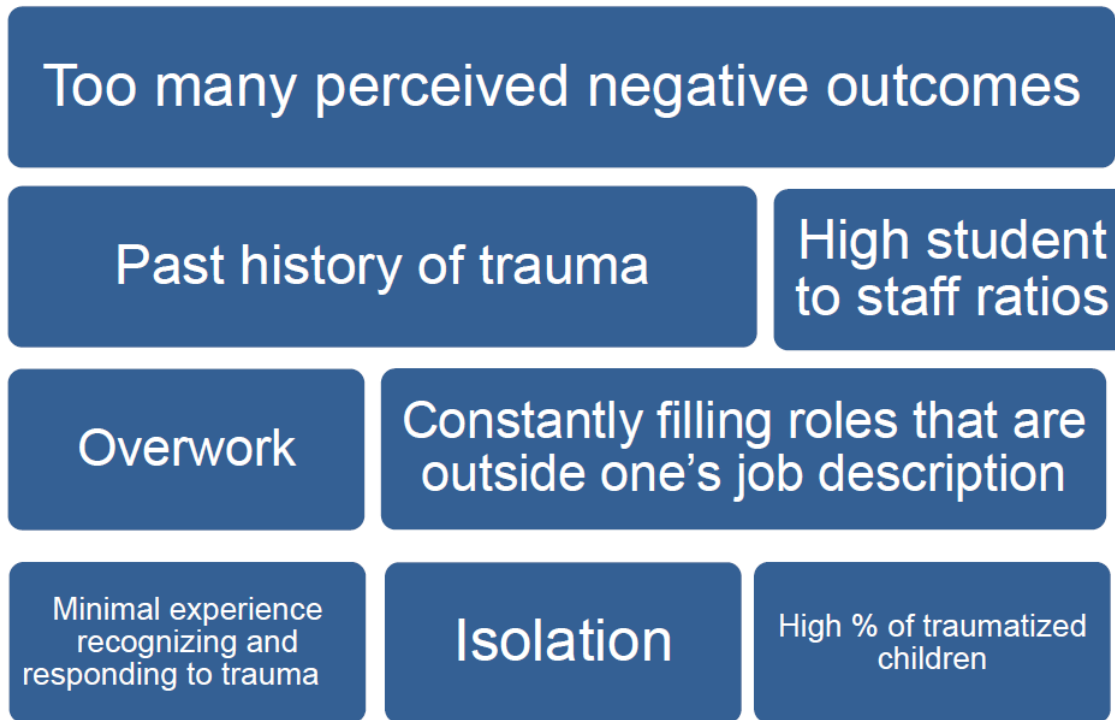 Too many perceived negative outcomes
Past history of trauma
High student
to staff ratios
Overwork
Constantly filling roles that are
outside one’s job description
Minimal experience
recognizing and
responding to trauma
Isolation
High % of traumatized
children